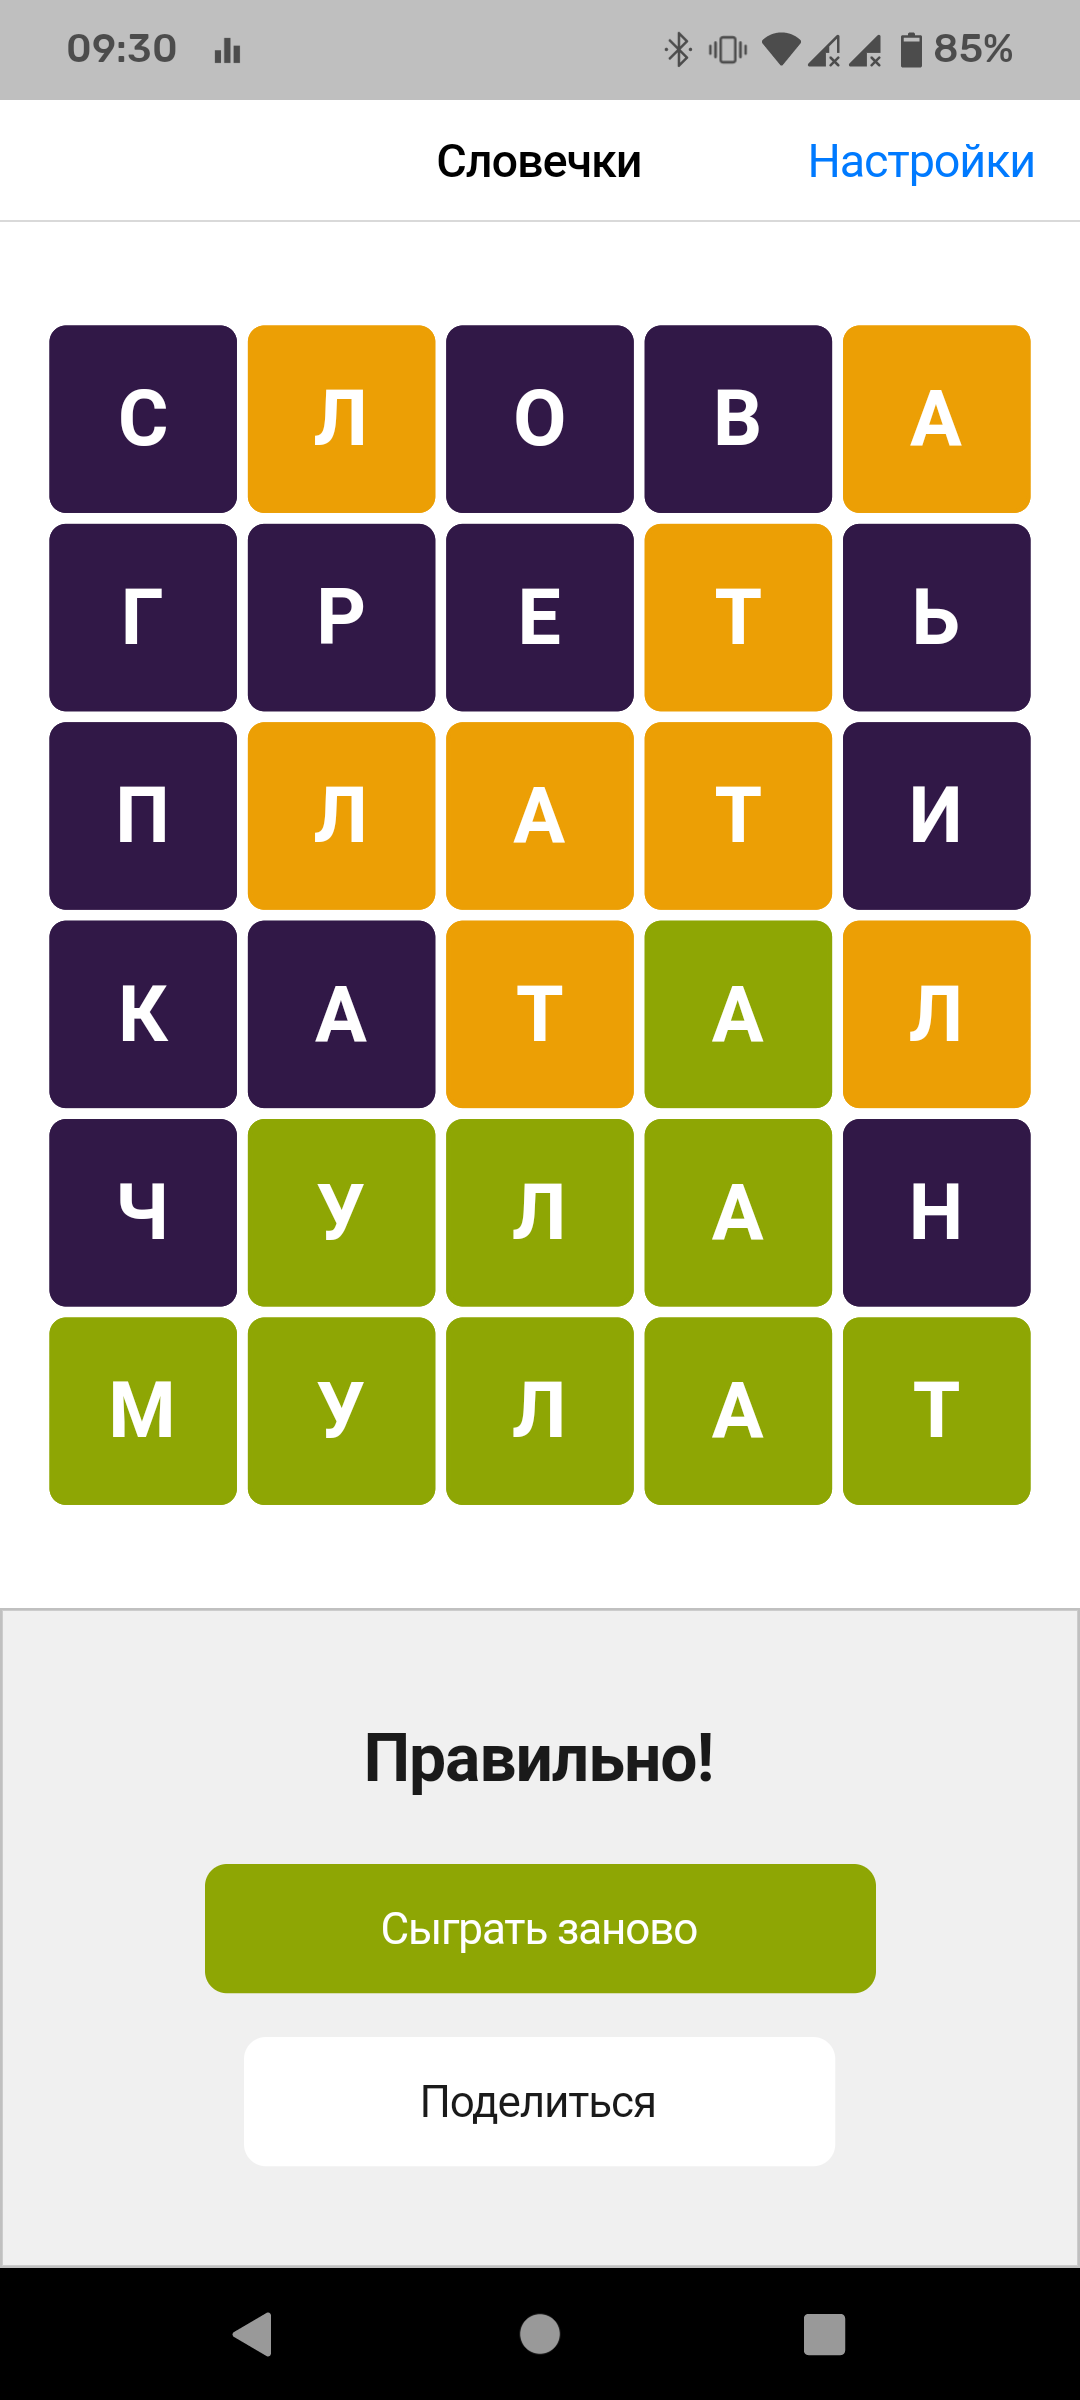 09:30 85%
Словечки Настройки
С Л О В А
Г Р Е Т Ь
П Л А Т И
К А Т А Л
Ч У Л А Н
М У Л А Т
Правильно!
Сыграть заново
Поделиться